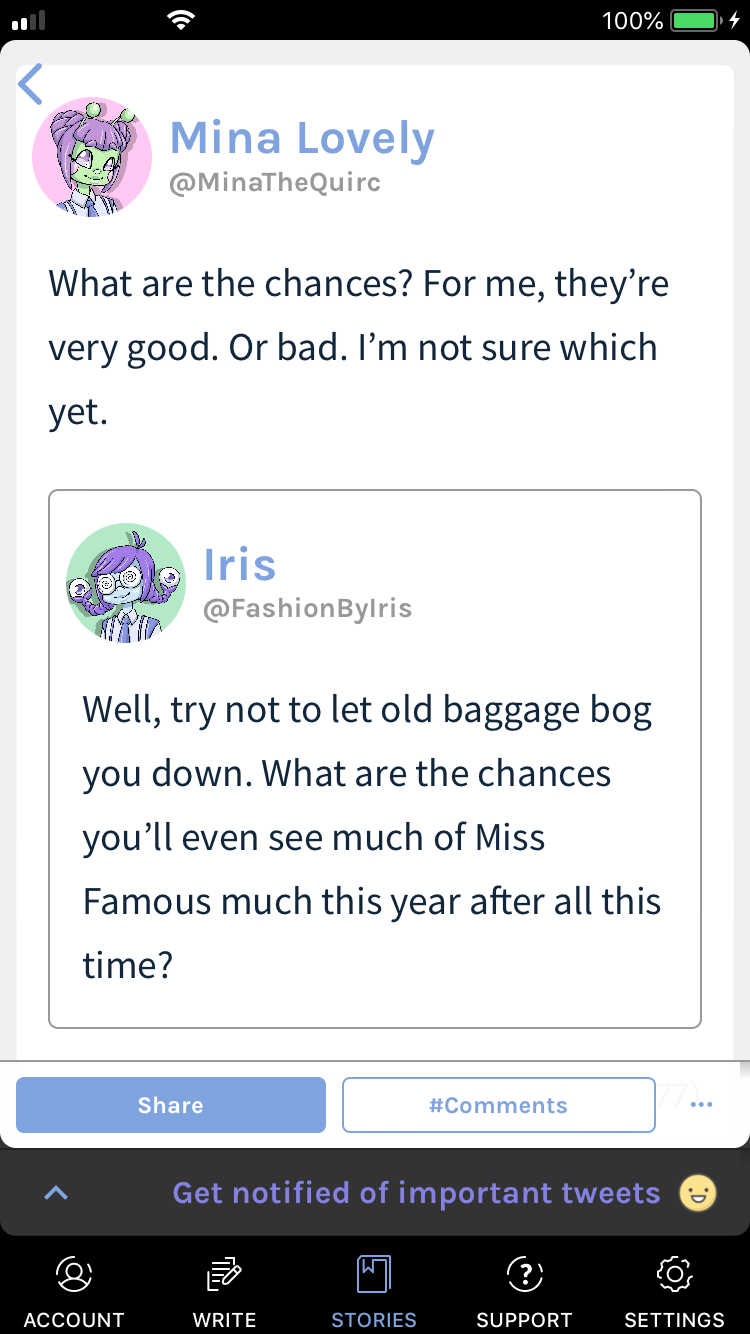 100%
Mina Lovely
@MinaTheQuirc
What are the chances? For me, they’re
very good. Or bad. I’m not sure which
yet.
Iris
@FashionByIris
Well, try not to let old baggage bog
you down. What are the chances
you’ll even see much of Miss
Famous much this year after all this
time?
Share
#Comments
77)
...
Get notified of important tweets
ACCOUNT
WRITE
STORIES
SUPPORT
SETTINGS